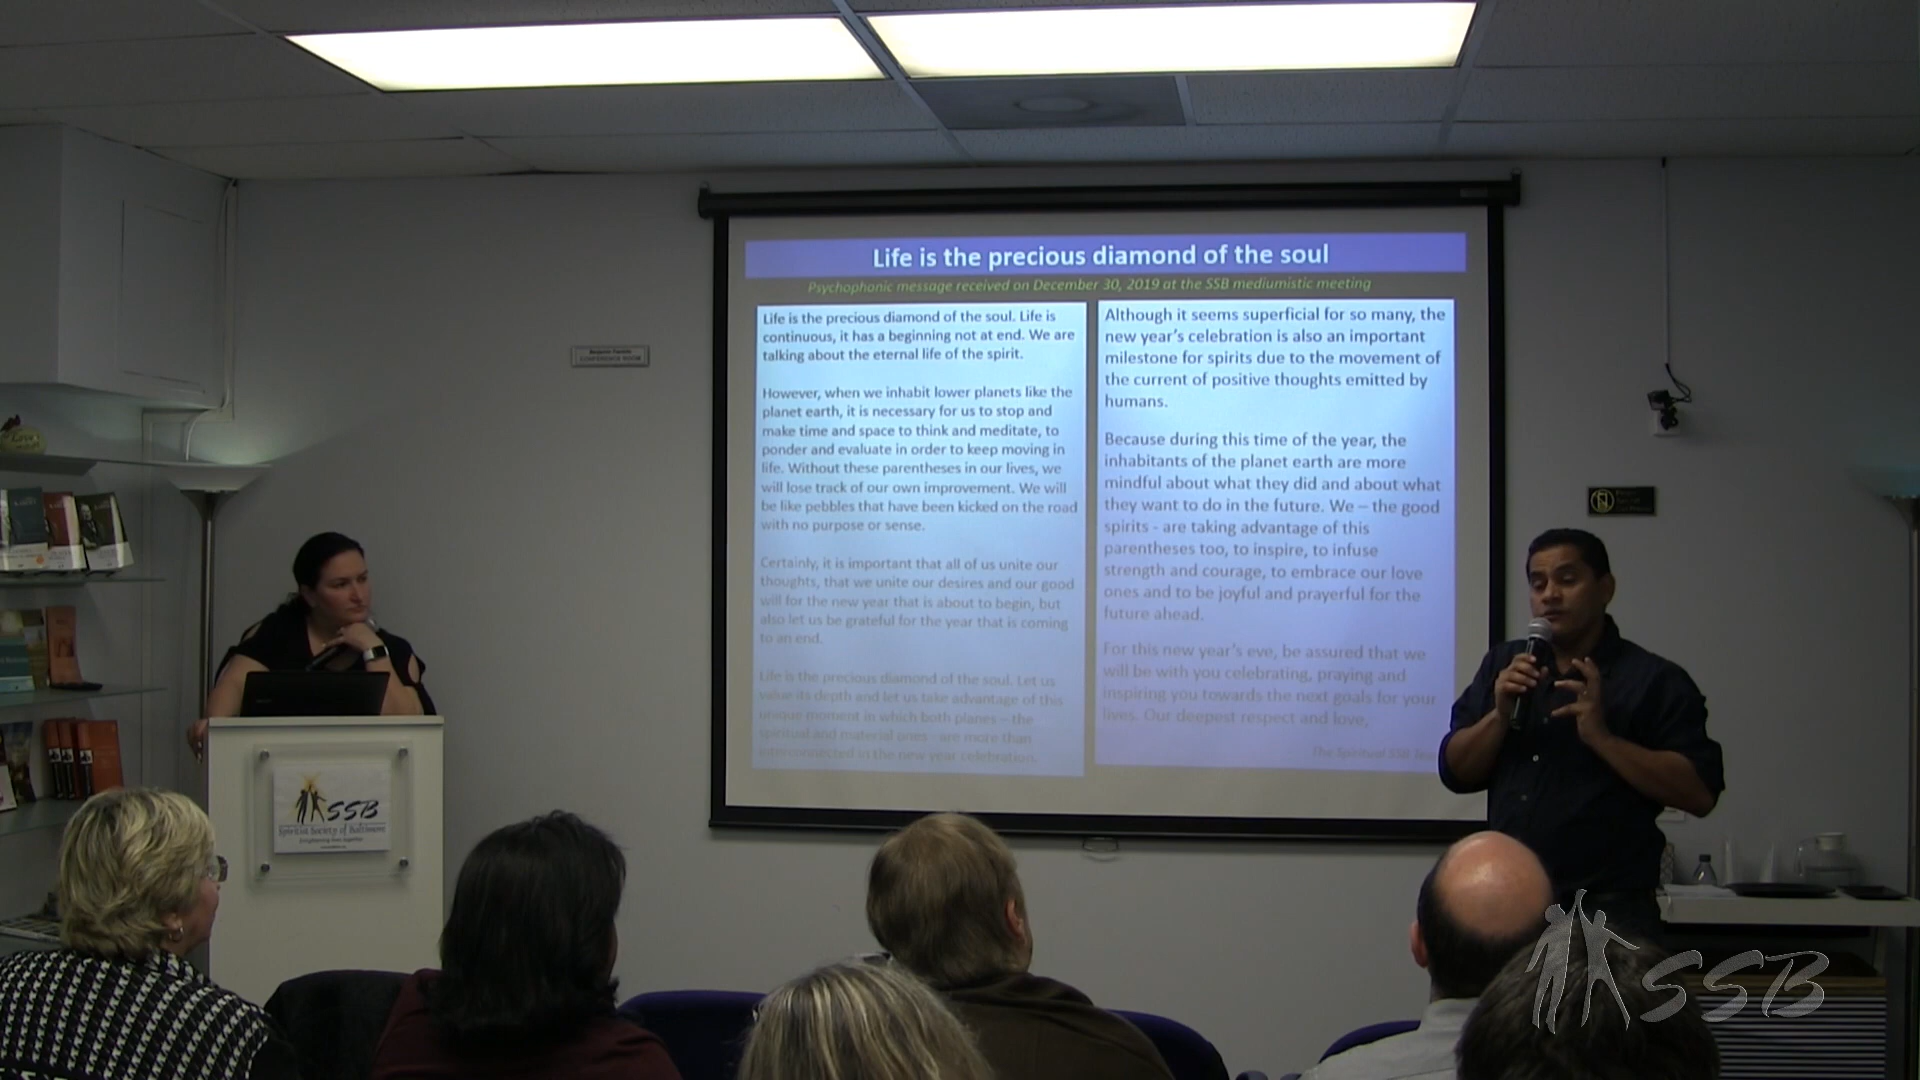 Life is the precious diamond of the soul
Psychophonic message received on December 30, 2019 at the SSB mediumistic meeting
Life is the precious diamond of the soul. Life is
continuous, it has a beginning not at end. We are
talking about the eternal life of the spirit.
However, when we inhabit lower planets like the
planet earth, it is necessary for us to stop and
make time and space to think and meditate, to
ponder and evaluate in order to keep moving in
life. Without these parentheses in our lives, we
will lose track of our own improvement. We will
be like pebbles that have been kicked on the road
with no purpose or sense.
Certainly, it is important that all of us unite our
thoughts, that we unite our desires and our good
will for the new year that is about to begin, but
also let us be grateful for the year that is coming
to an end.
Life is the precious diamond of the soul. Let us
value its depth and let us take advantage of this
unique moment in which both planes – the
spiritual and material ones - are more than
interconnected in the new year celebration.
Although it seems superficial for so many, the
new year's celebration is also an important
milestone for spirits due to the movement of
the current of positive thoughts emitted by
humans.
Because during this time of the year, the
inhabitants of the planet earth are more
mindful about what they did and about what
they want to do in the future. We – the good
spirits - are taking advantage of this
parentheses too, to inspire, to infuse
strength and courage, to embrace our love
ones and to be joyful and prayerful for the
future ahead.
For this new year's eve, be assured that we
will be with you celebrating, praying and
inspiring you towards the next goals for your
lives. Our deepest respect and love,
The Spiritual SSB
Benjamin Franklin
CONFERENCE ROOM
SSB
Spiritist Society of Baltimore
SSB